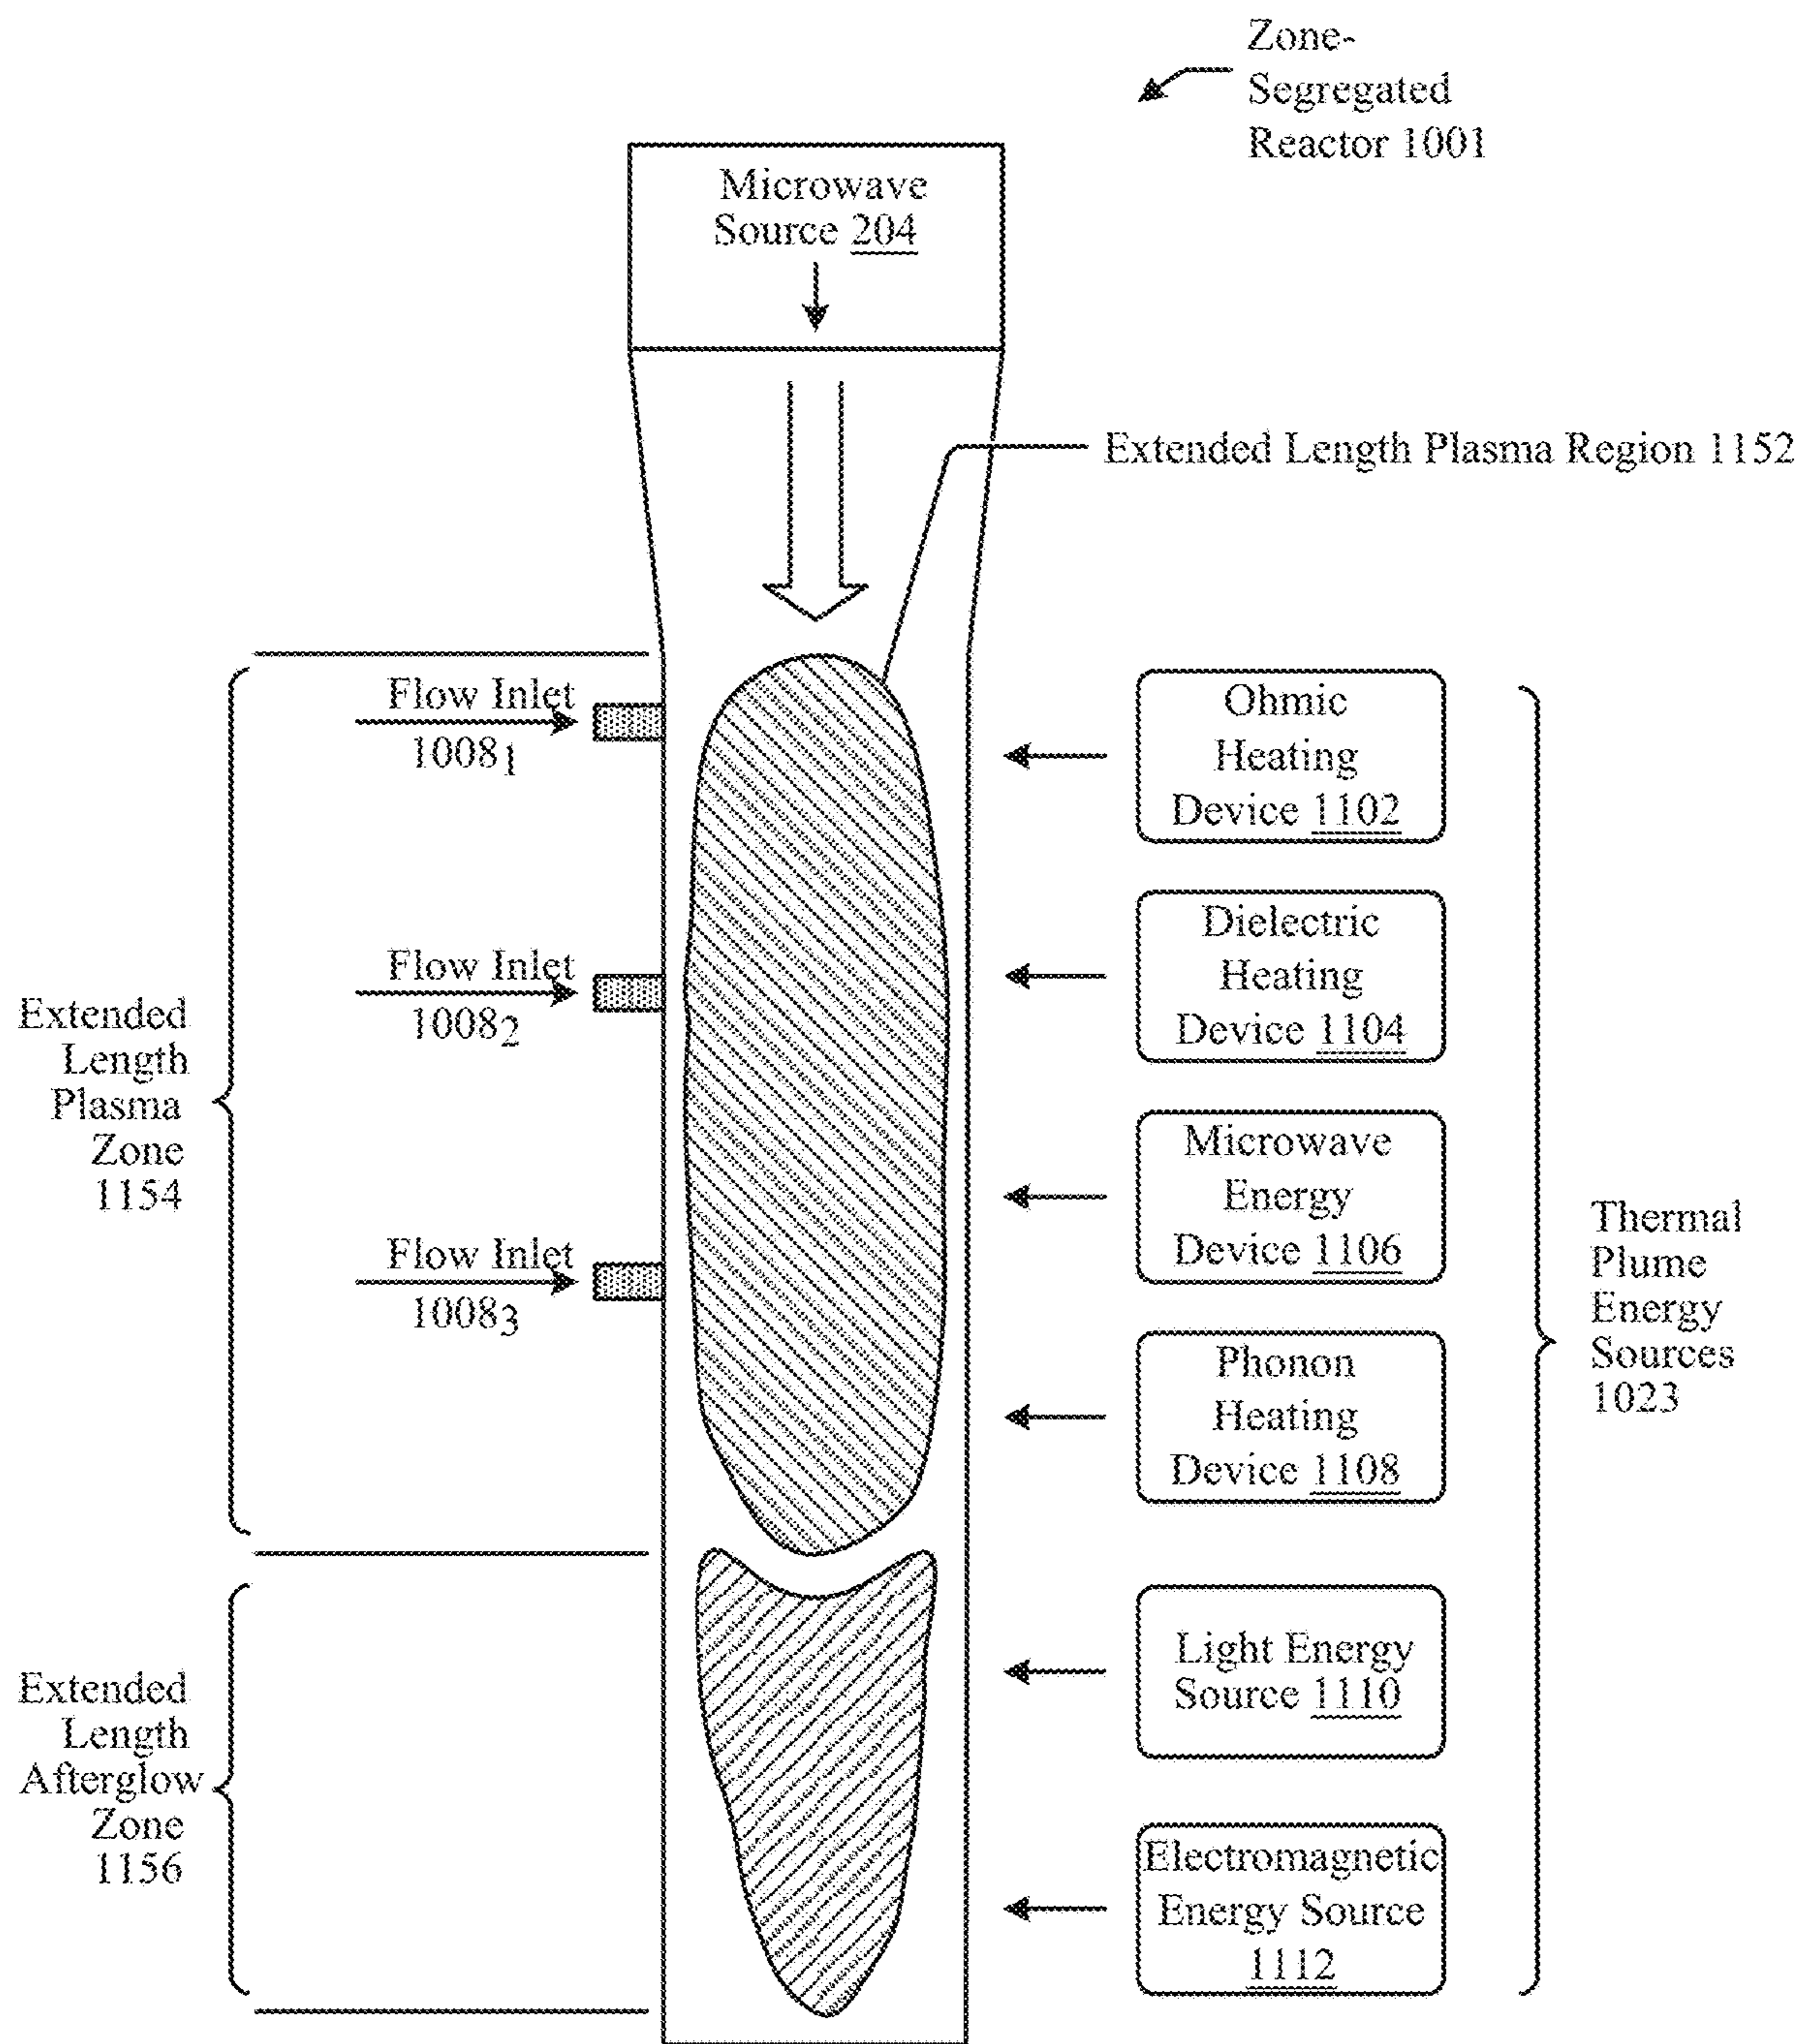 Zone-
Segregated
Reactor 1001
Microwave
Source 204
Extended Length Plasma Region 1152
Flow Inlet
1008₁
Flow Inlet
1008₂
Flow Inlet
1008₃
Extended
Length
Plasma
Zone
1154
Extended
Length
Afterglow
Zone
1156
Ohmic
Heating
Device 1102
Dielectric
Heating
Device 1104
Microwave
Energy
Device 1106
Phonon
Heating
Device 1108
Light Energy
Source 1110
Electromagnetic
Energy Source
1112
Thermal
Plume
Energy
Sources
1023